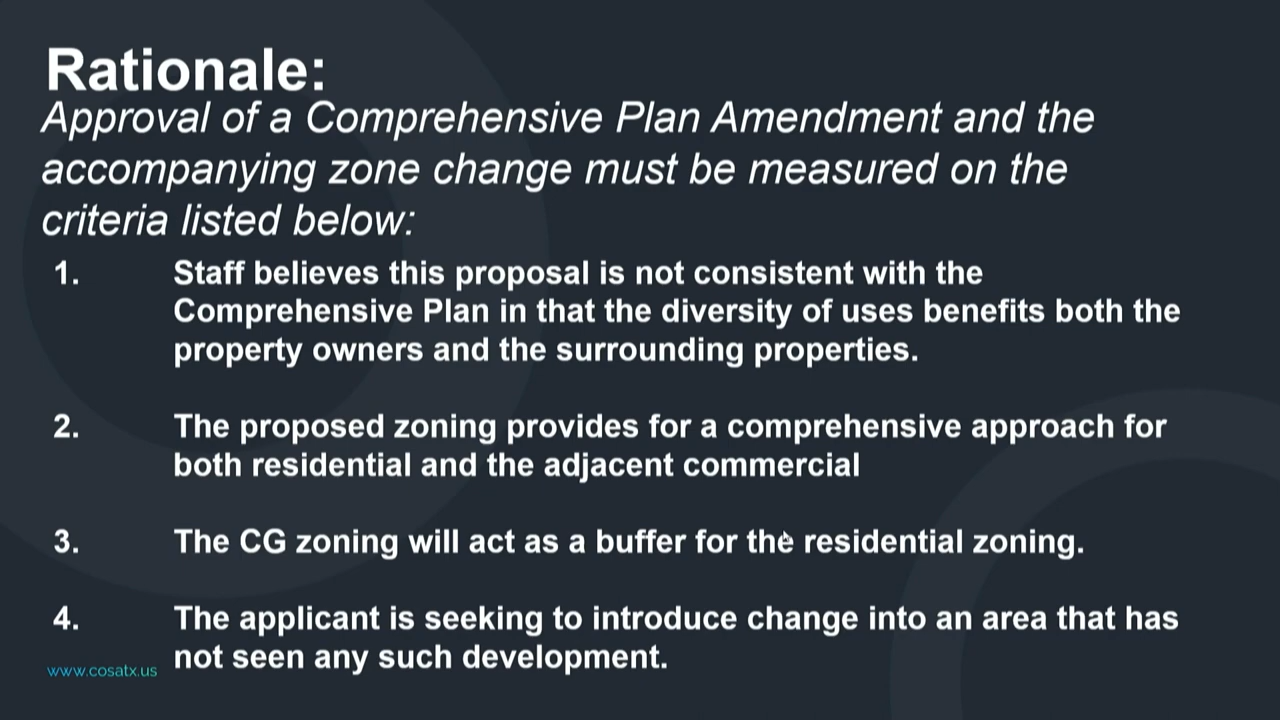 Rationale:
Approval of a Comprehensive Plan Amendment and the
accompanying zone change must be measured on the
criteria listed below:
1. Staff believes this proposal is not consistent with the
Comprehensive Plan in that the diversity of uses benefits both the
property owners and the surrounding properties.
2. The proposed zoning provides for a comprehensive approach for
both residential and the adjacent commercial
3. The CG zoning will act as a buffer for the residential zoning.
4. The applicant is seeking to introduce change into an area that has
not seen any such development.
www.cosatx.us